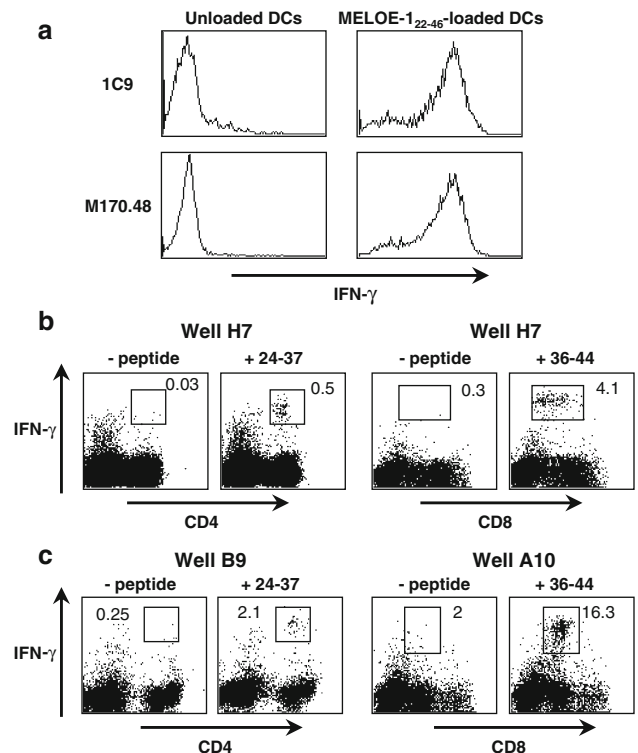 a
Unloaded DCs MELOE-1₂₂₋₄₆-loaded DCs
1C9
M170.48
IFN-γ
b
Well H7 Well H7
- peptide + 24-37 - peptide + 36-44
0.03 0.5 0.3 4.1
IFN-γ
CD4 CD8
c
Well B9 Well A10
- peptide + 24-37 - peptide + 36-44
0.25 2.1 2 16.3
IFN-γ
CD4 CD8